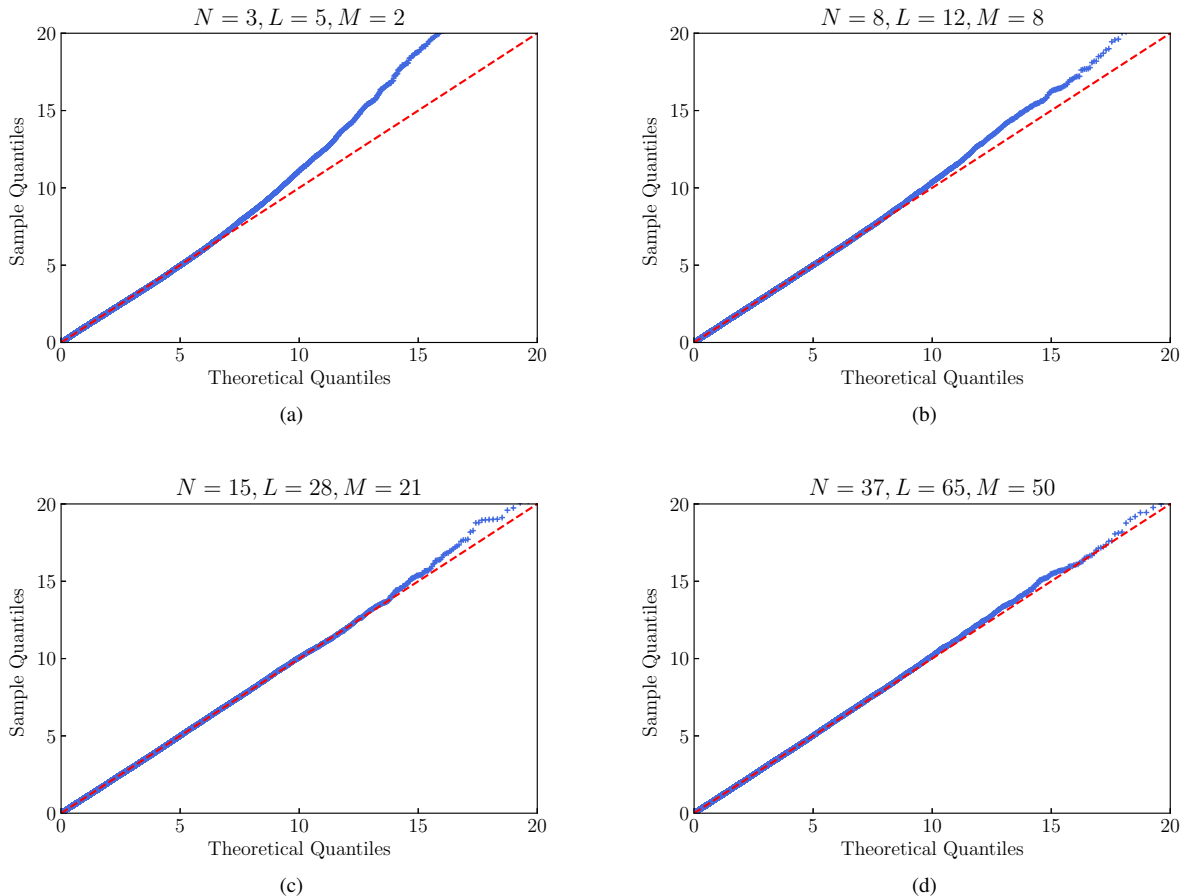 N = 3, L = 5, M = 2
20
15
10
5
0
Sample Quantiles
0 5 10 15 20
Theoretical Quantiles
(a)
N = 8, L = 12, M = 8
20
15
10
5
0
Sample Quantiles
0 5 10 15 20
Theoretical Quantiles
(b)
N = 15, L = 28, M = 21
20
15
10
5
0
Sample Quantiles
0 5 10 15 20
Theoretical Quantiles
(c)
N = 37, L = 65, M = 50
20
15
10
5
0
Sample Quantiles
0 5 10 15 20
Theoretical Quantiles
(d)